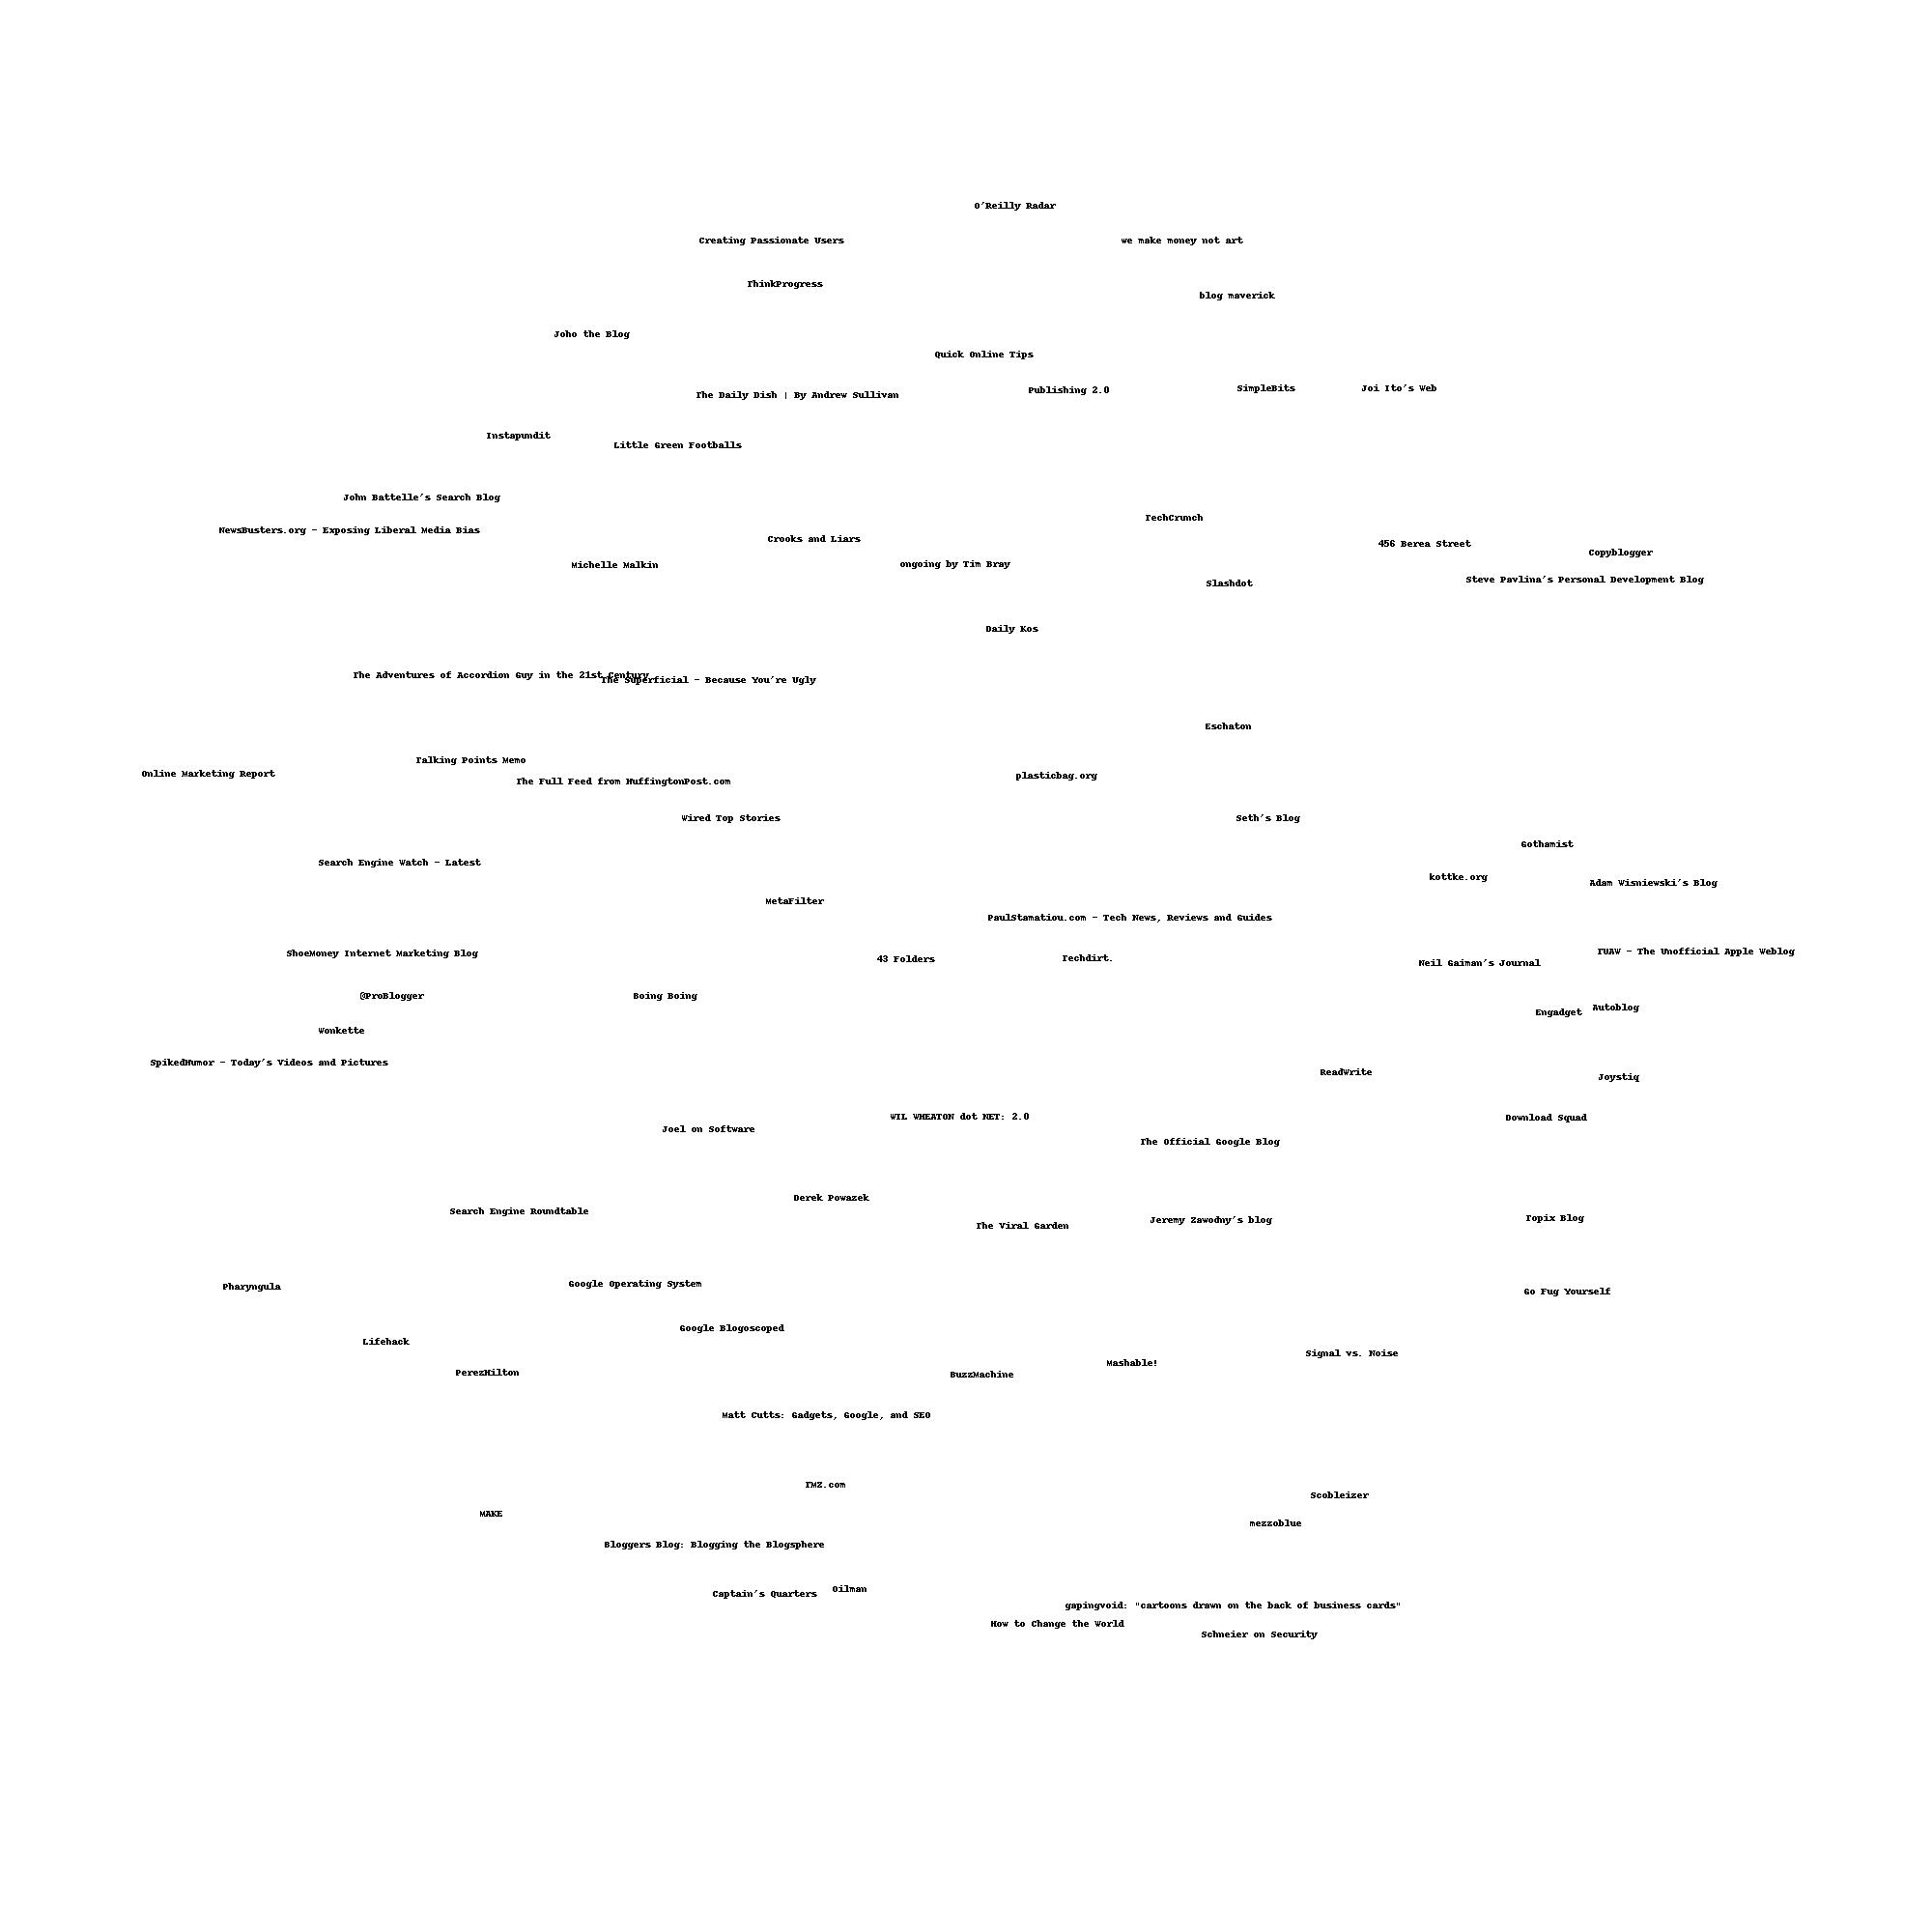 O'Reilly Radar
Creating Passionate Users
we make money not art
ThinkProgress
blog maverick
Joho the Blog
Quick Online Tips
The Daily Dish | By Andrew Sullivan
Publishing 2.0
SimpleBits
Joi Ito's Web
Instapundit
Little Green Footballs
John Battelle's Search Blog
TechCrunch
NewsBusters.org - Exposing Liberal Media Bias
Crooks and Liars
456 Berea Street
Copyblogger
Michelle Malkin
ongoing by Tim Bray
Slashdot
Steve Pavlina's Personal Development Blog
Daily Kos
The Adventures of Accordion Guy in the 21st Century
The Superficial - Because You're Ugly
Eschaton
Talking Points Memo
Online Marketing Report
The Full Feed from HuffingtonPost.com
plasticbag.org
Wired Top Stories
Seth's Blog
Gothamist
Search Engine Watch - Latest
kottke.org
Adam Wisniewski's Blog
MetaFilter
PaulStamatiou.com - Tech News, Reviews and Guides
ShoeMoney Internet Marketing Blog
43 Folders
Techdirt.
Neil Gaiman's Journal
TUAW - The Unofficial Apple Weblog
@ProBlogger
Boing Boing
Engadget
Autoblog
Wonkette
SpikedHumor - Today's Videos and Pictures
ReadWrite
Joystiq
WIL WHEATON dot NET: 2.0
Download Squad
Joel on Software
The Official Google Blog
Derek Powazek
Search Engine Roundtable
The Viral Garden
Jeremy Zawodny's blog
Topix Blog
Pharyngula
Google Operating System
Go Fug Yourself
Google Blogoscoped
Lifehack
Signal vs. Noise
Mashable!
PerezHilton
BuzzMachine
Matt Cutts: Gadgets, Google, and SEO
TMZ.com
Scobleizer
MAKE
mezzoblue
Bloggers Blog: Blogging the Blogsphere
Captain's Quarters
Oilman
gapingvoid: "cartoons drawn on the back of business cards"
How to Change the World
Schneier on Security